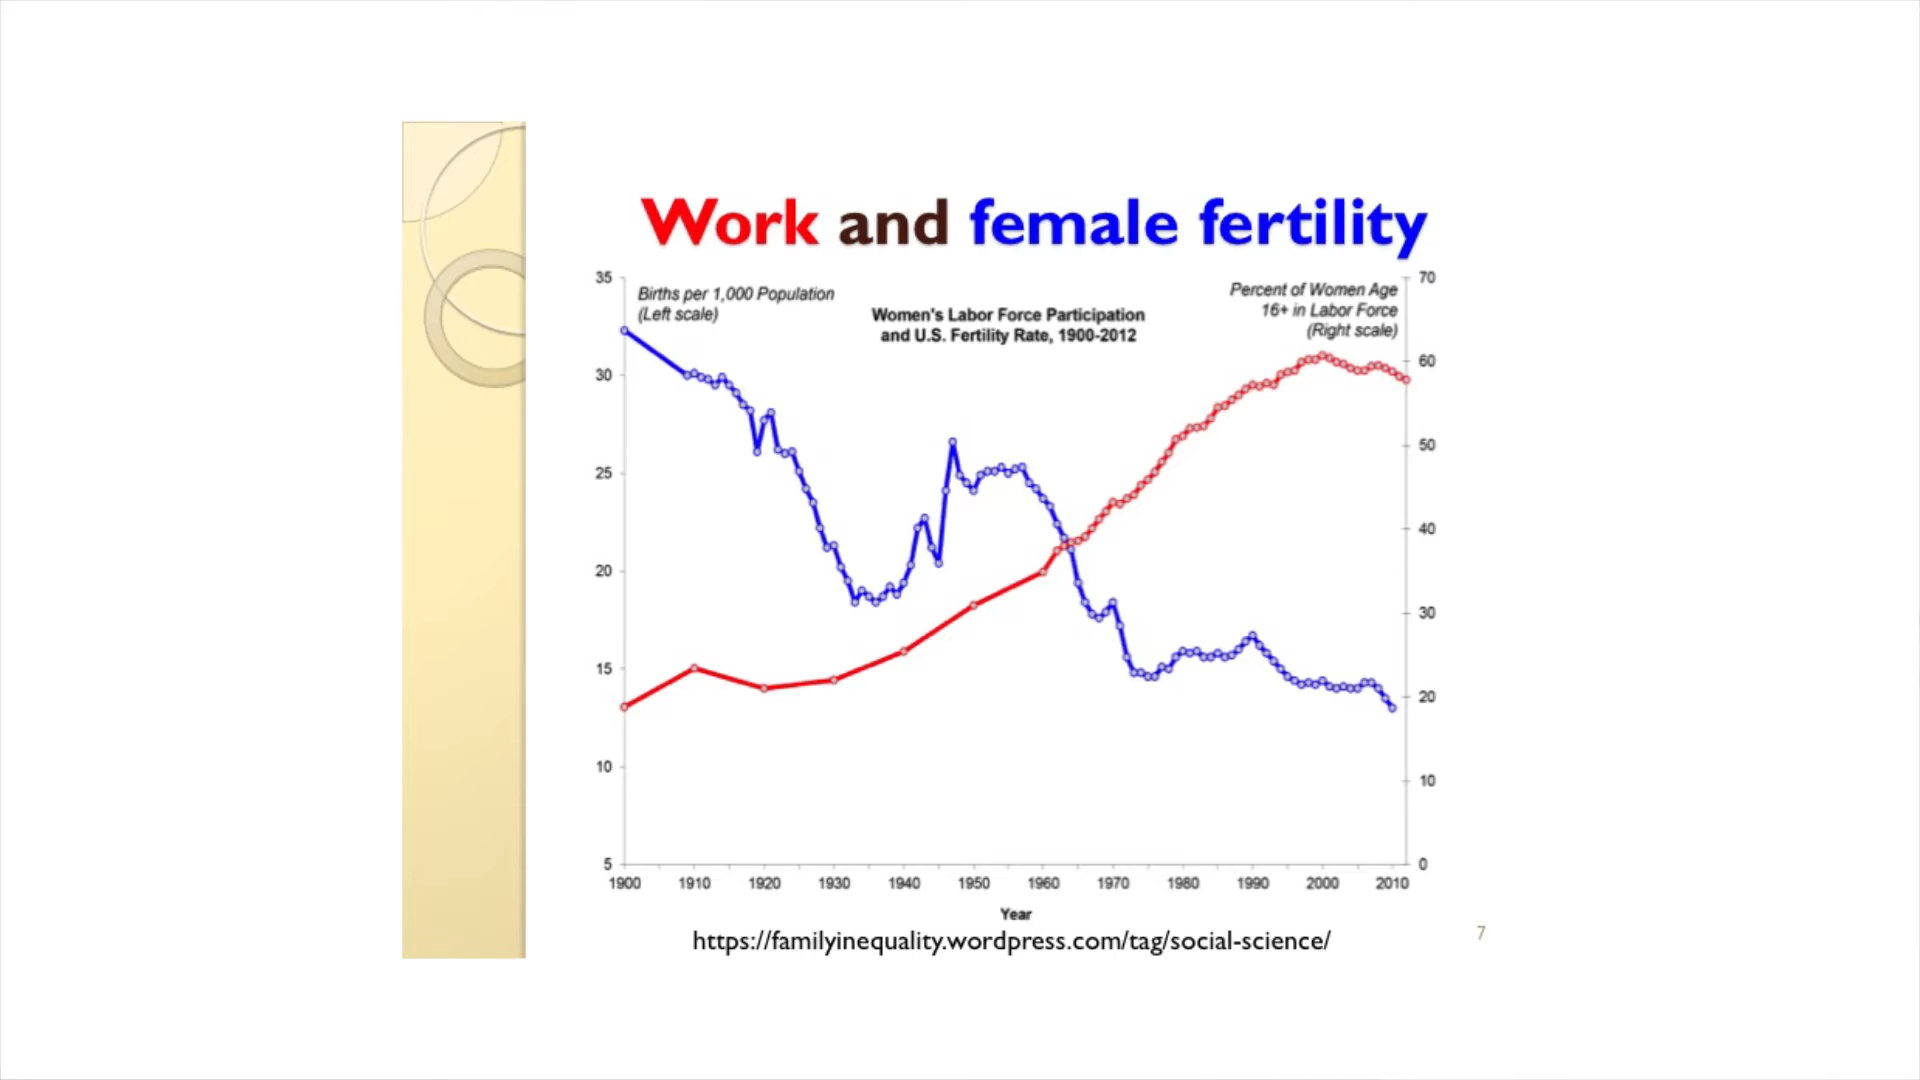 Work and female fertility
Births per 1,000 Population
(Left scale)
Women's Labor Force Participation
and U.S. Fertility Rate, 1900-2012
Percent of Women Age
16+ in Labor Force
(Right scale)
35
30
25
20
15
10
5
70
60
50
40
30
20
10
0
1900 1910 1920 1930 1940 1950 1960 1970 1980 1990 2000 2010
Year
https://familyinequality.wordpress.com/tag/social-science/
7